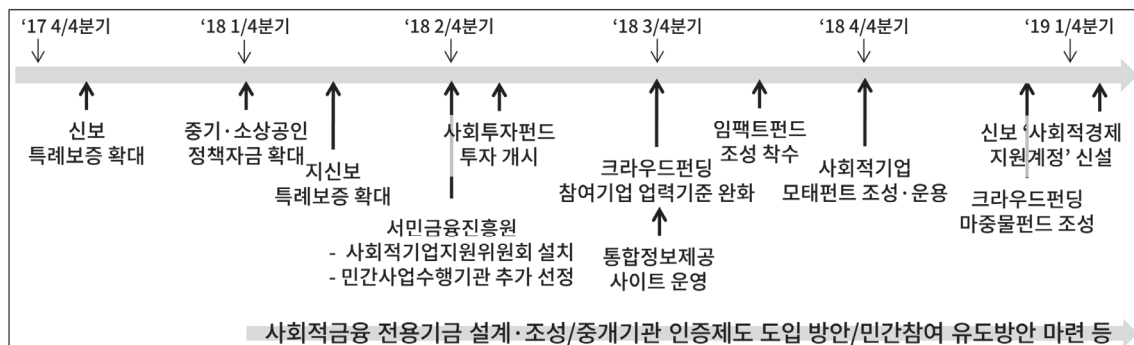 ‘17 4/4분기 ‘18 1/4분기 ‘18 2/4분기 ‘18 3/4분기 ‘18 4/4분기 ‘19 1/4분기
신보
특례보증 확대
중기·소상공인
정책자금 확대
지신보
특례보증 확대
서민금융진흥원
- 사회적기업지원위원회 설치
- 민간사업수행기관 추가 선정
사회투자펀드
투자 개시
크라우드펀딩
참여기업 업력기준 완화
통합정보제공
사이트 운영
임팩트펀드
조성 착수
사회적기업
모태펀트 조성·운용
크라우드펀딩
마중물펀드 조성
신보 ‘사회적경제
지원계정’ 신설
사회적금융 전용기금 설계·조성/중개기관 인증제도 도입 방안/민간참여 유도방안 마련 등